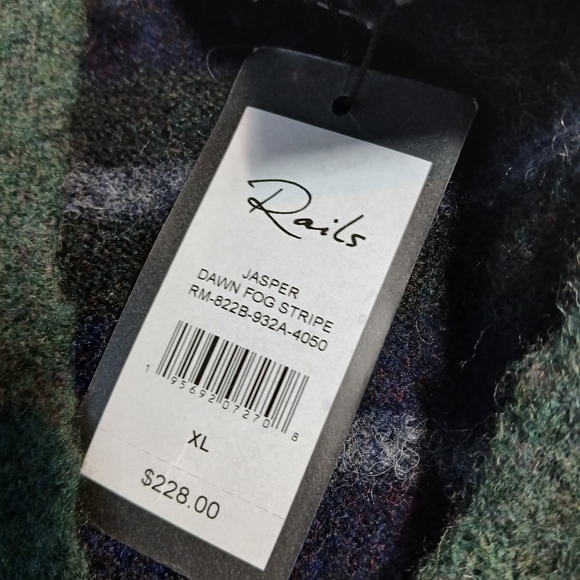 Rails
JASPER
DAWN FOG STRIPE
RM-822B-932A-4050
1 95692 07270 8
XL
$228.00